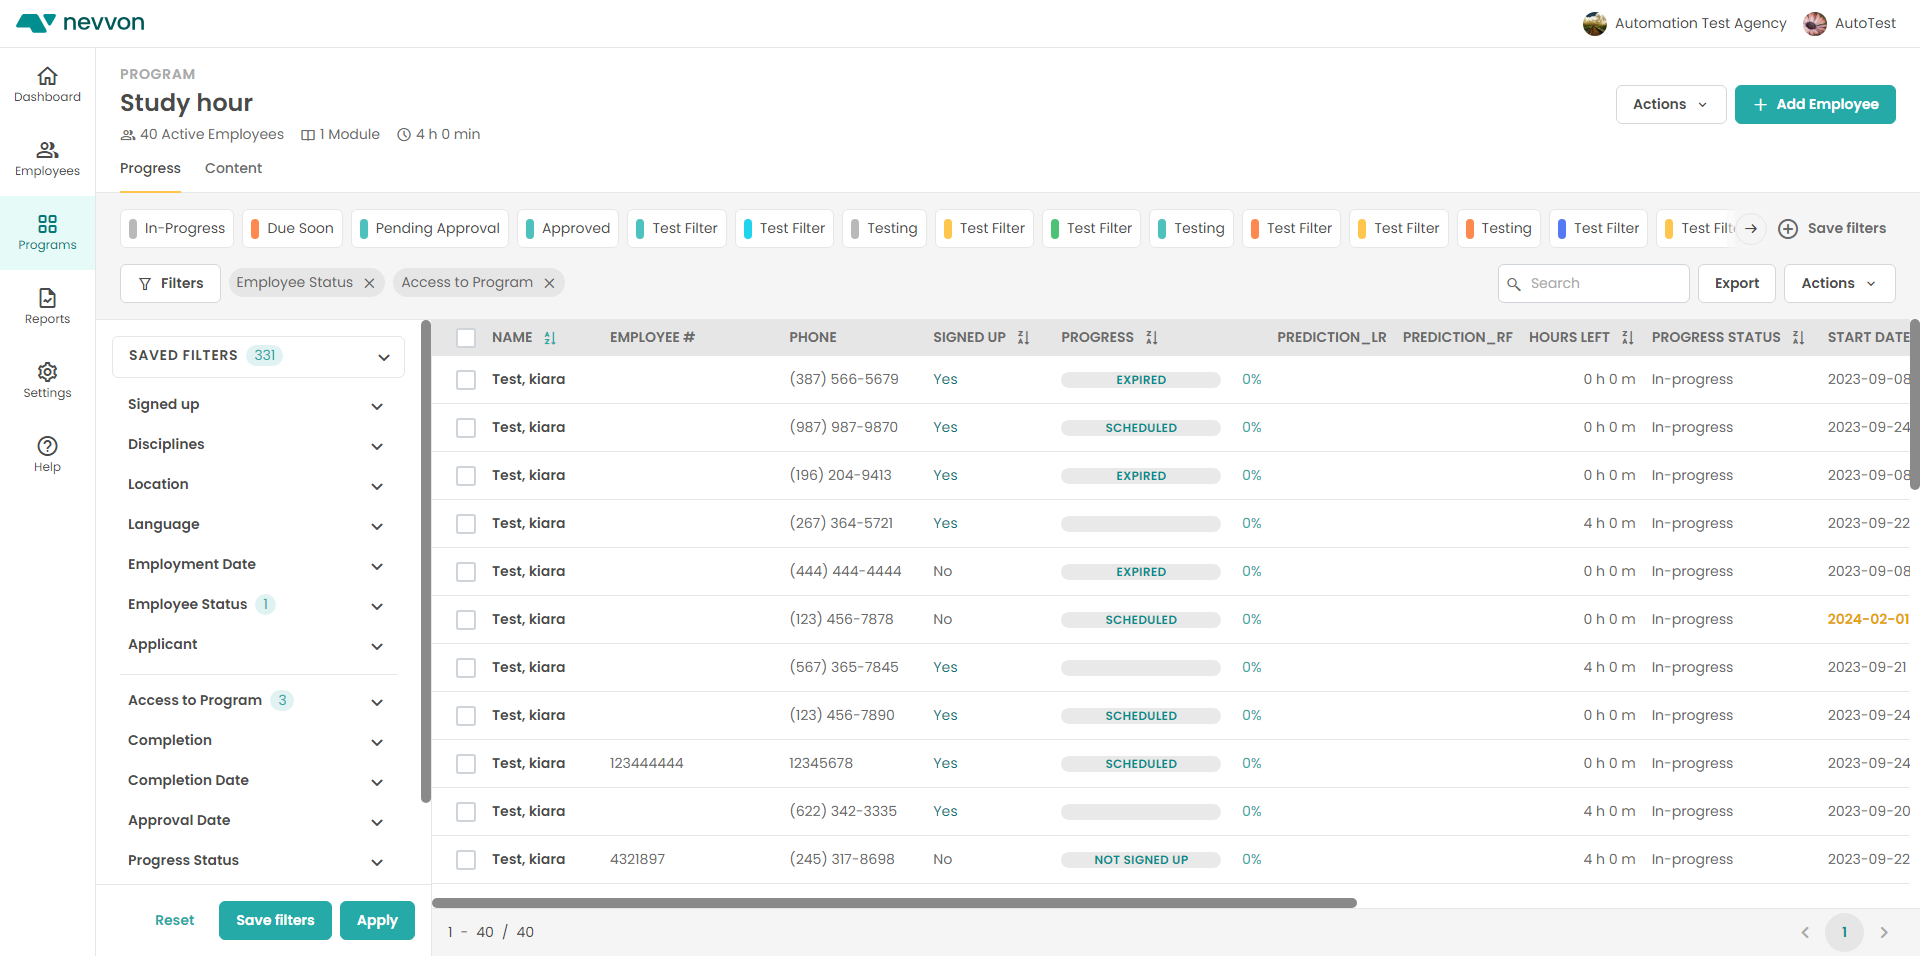 nevvon
Automation Test Agency AutoTest
Dashboard
Employees
Programs
Reports
Settings
Help
PROGRAM
Study hour
40 Active Employees 1 Module 4 h 0 min
Actions + Add Employee
Progress Content
In-Progress Due Soon Pending Approval Approved Test Filter Test Filter Testing Test Filter Test Filter Testing Test Filter Test Filter Testing Test Filter Test Save filters
Filters Employee Status Access to Program Search Export Actions
SAVED FILTERS 331
Signed up
Disciplines
Location
Language
Employment Date
Employee Status 1
Applicant
Access to Program 3
Completion
Completion Date
Approval Date
Progress Status
Reset Save filters Apply
NAME EMPLOYEE # PHONE SIGNED UP PROGRESS PREDICTION_LR PREDICTION_RF HOURS LEFT PROGRESS STATUS START DATE
Test, kiara (387) 566-5679 Yes EXPIRED 0% 0 h 0 m In-progress 2023-09-08
Test, kiara (987) 987-9870 Yes SCHEDULED 0% 0 h 0 m In-progress 2023-09-24
Test, kiara (196) 204-9413 Yes EXPIRED 0% 0 h 0 m In-progress 2023-09-08
Test, kiara (267) 364-5721 Yes 0% 4 h 0 m In-progress 2023-09-22
Test, kiara (444) 444-4444 No EXPIRED 0% 0 h 0 m In-progress 2023-09-08
Test, kiara (123) 456-7878 No SCHEDULED 0% 0 h 0 m In-progress 2024-02-01
Test, kiara (567) 365-7845 Yes 0% 4 h 0 m In-progress 2023-09-21
Test, kiara (123) 456-7890 Yes SCHEDULED 0% 0 h 0 m In-progress 2023-09-24
Test, kiara 123444444 12345678 Yes SCHEDULED 0% 0 h 0 m In-progress 2023-09-24
Test, kiara (622) 342-3335 Yes 0% 4 h 0 m In-progress 2023-09-20
Test, kiara 4321897 (245) 317-8698 No NOT SIGNED UP 0% 4 h 0 m In-progress 2023-09-22
1 - 40 / 40 1